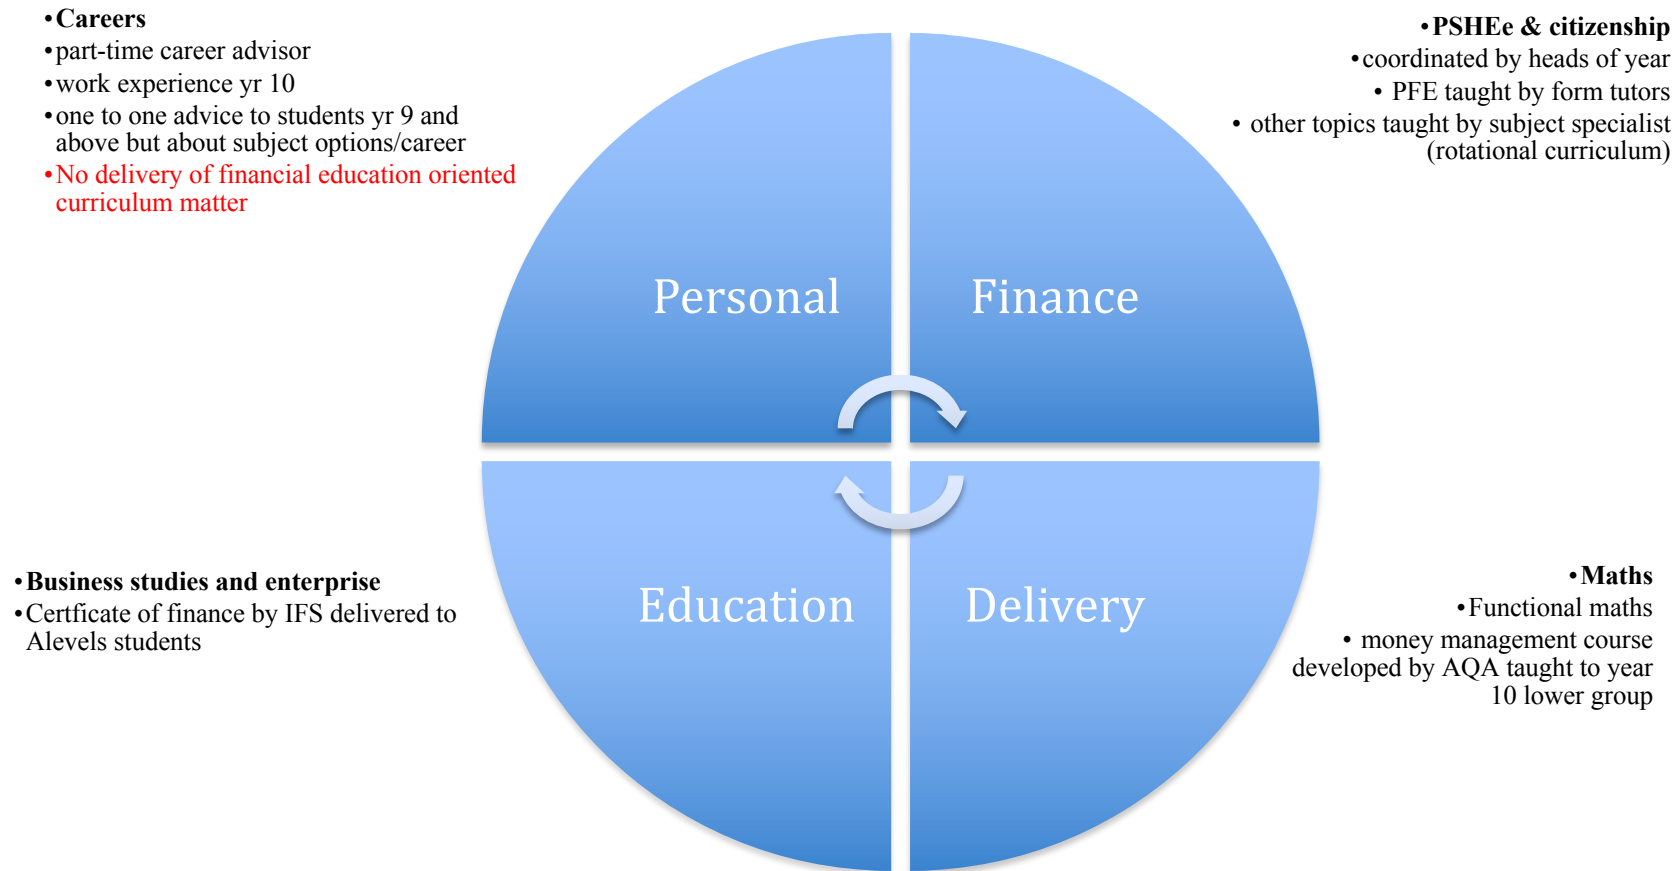 •Careers
•part-time career advisor
•work experience yr 10
•one to one advice to students yr 9 and
above but about subject options/career
•No delivery of financial education oriented
curriculum matter
•PSHEe & citizenship
•coordinated by heads of year
• PFE taught by form tutors
• other topics taught by subject specialist
(rotational curriculum)
Personal
Finance
Education
Delivery
•Business studies and enterprise
•Certficate of finance by IFS delivered to
Alevels students
•Maths
•Functional maths
• money management course
developed by AQA taught to year
10 lower group